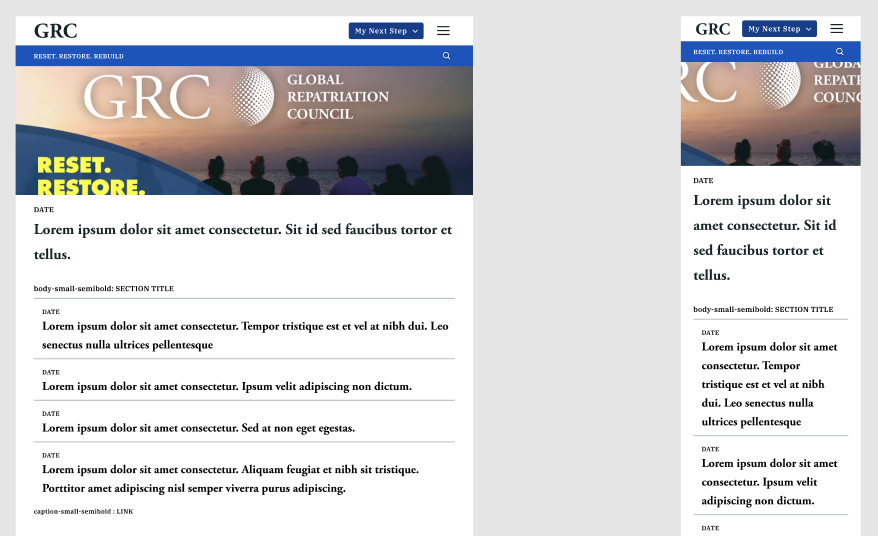 GRC
My Next Step
RESET. RESTORE. REBUILD
GRC
GLOBAL
REPATRIATION
COUNCIL
RESET.
RESTORE.
DATE
Lorem ipsum dolor sit amet consectetur. Sit id sed faucibus tortor et
tellus.
body-small-semibold: SECTION TITLE
DATE
Lorem ipsum dolor sit amet consectetur. Tempor tristique est et vel at nibh dui. Leo
senectus nulla ultrices pellentesque
DATE
Lorem ipsum dolor sit amet consectetur. Ipsum velit adipiscing non dictum.
DATE
Lorem ipsum dolor sit amet consectetur. Sed at non eget egestas.
DATE
Lorem ipsum dolor sit amet consectetur. Aliquam feugiat et nibh sit tristique.
Porttitor amet adipiscing nisl semper viverra purus adipiscing.
caption-small-semibold : LINK
GRC
My Next Step
RESET. RESTORE. REBUILD
RC
GLOBA
REPATR
COUNC
DATE
Lorem ipsum dolor sit
amet consectetur. Sit id
sed faucibus tortor et
tellus.
body-small-semibold: SECTION TITLE
DATE
Lorem ipsum dolor sit amet
consectetur. Tempor
tristique est et vel at nibh
dui. Leo senectus nulla
ultrices pellentesque
DATE
Lorem ipsum dolor sit amet
consectetur. Ipsum velit
adipiscing non dictum.
DATE